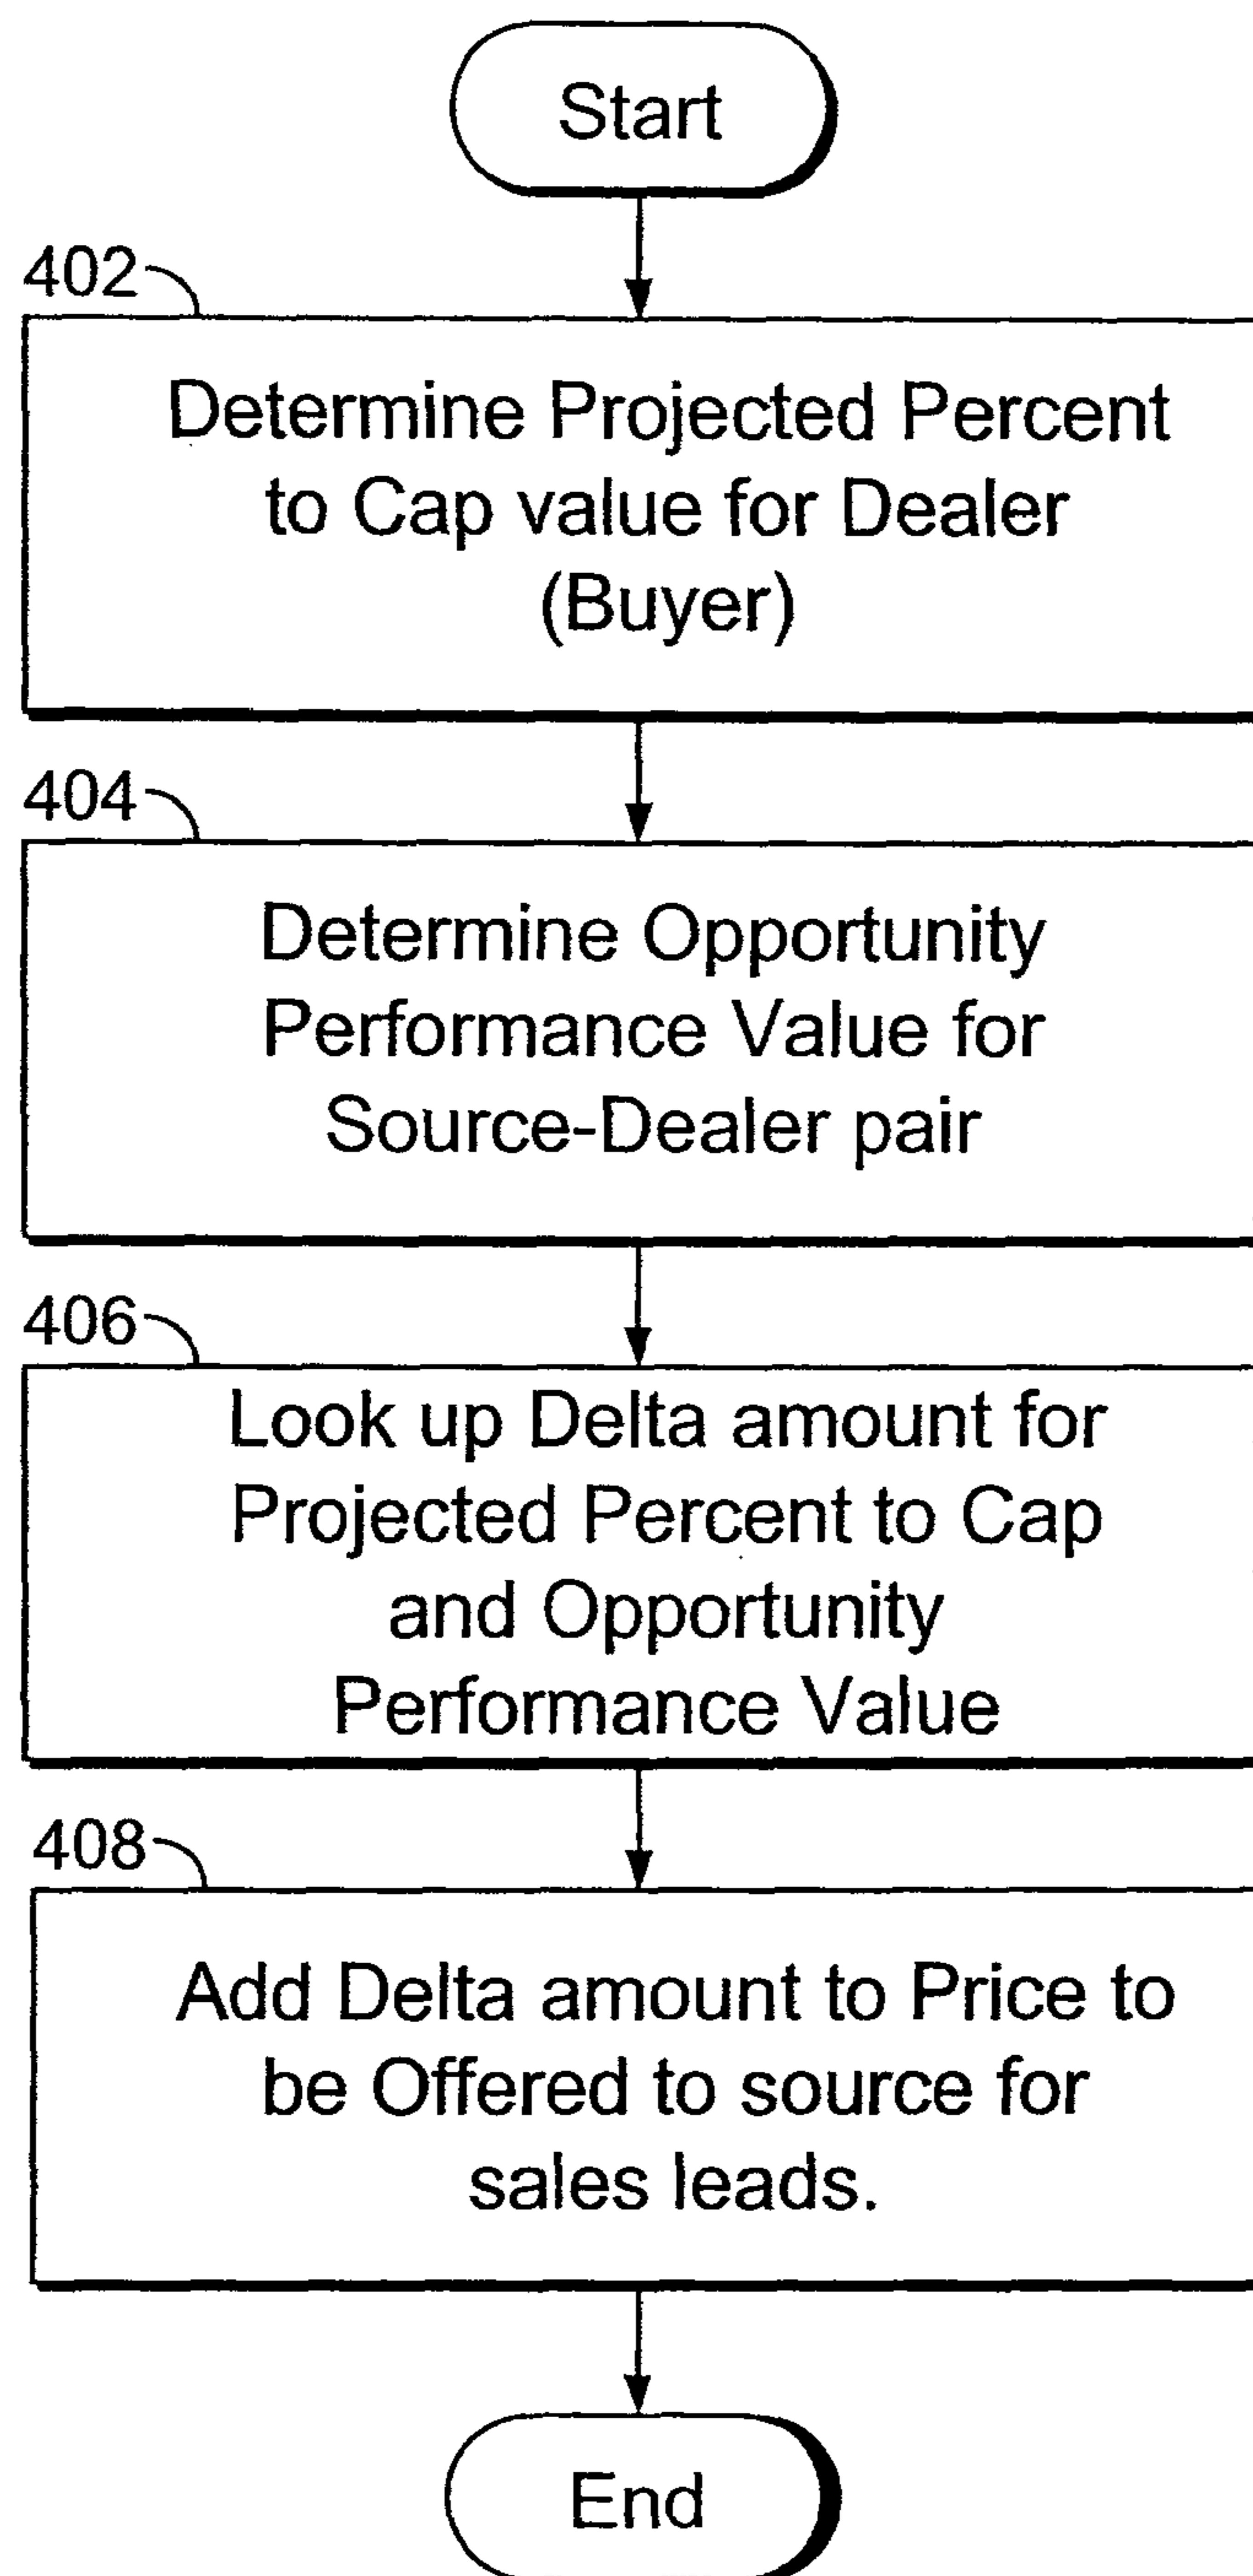 Start
402
Determine Projected Percent
to Cap value for Dealer
(Buyer)
404
Determine Opportunity
Performance Value for
Source-Dealer pair
406
Look up Delta amount for
Projected Percent to Cap
and Opportunity
Performance Value
408
Add Delta amount to Price to
be Offered to source for
sales leads.
End